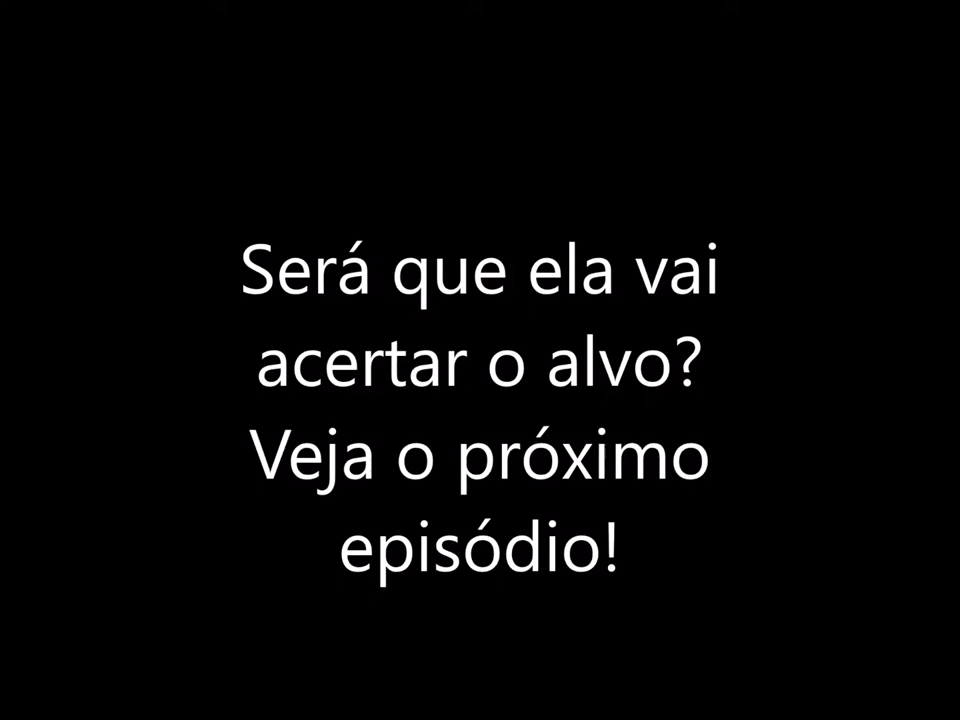 Será que ela vai
acertar o alvo?
Veja o próximo
episódio!